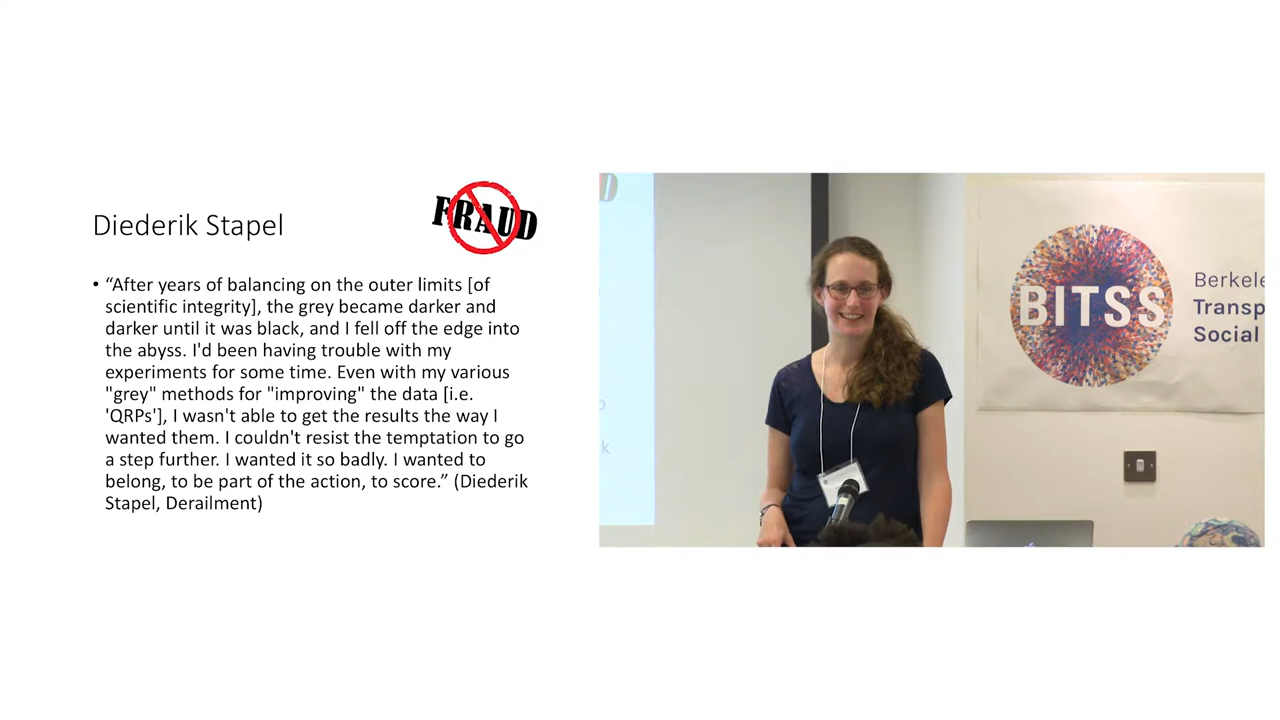 Diederik Stapel
FRAUD
• “After years of balancing on the outer limits [of
scientific integrity], the grey became darker and
darker until it was black, and I fell off the edge into
the abyss. I'd been having trouble with my
experiments for some time. Even with my various
"grey" methods for "improving" the data [i.e.
'QRPs'], I wasn't able to get the results the way I
wanted them. I couldn't resist the temptation to go
a step further. I wanted it so badly. I wanted to
belong, to be part of the action, to score.” (Diederik
Stapel, Derailment)
D
BITSS
Berkele
Transp
Social